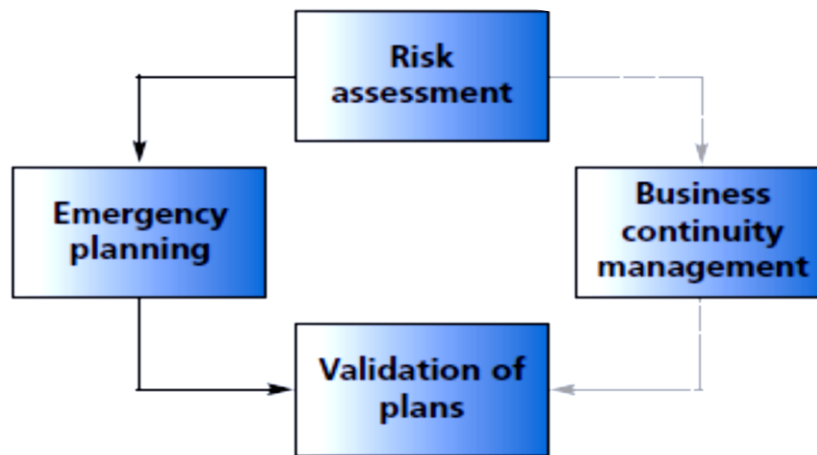 Risk
assessment
Emergency
planning
Business
continuity
management
Validation of
plans